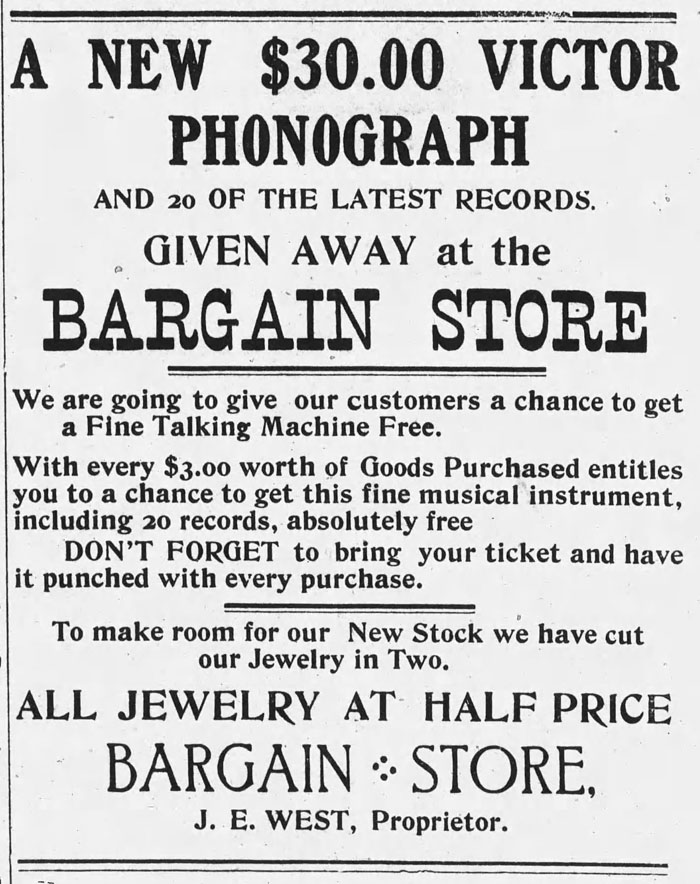 A NEW $30.00 VICTOR
PHONOGRAPH
AND 20 OF THE LATEST RECORDS.
GIVEN AWAY at the
BARGAIN STORE
We are going to give our customers a chance to get
a Fine Talking Machine Free.
With every $3.00 worth of Goods Purchased entitles
you to a chance to get this fine musical instrument,
including 20 records, absolutely free
DON'T FORGET to bring your ticket and have
it punched with every purchase.
To make room for our New Stock we have cut
our Jewelry in Two.
ALL JEWELRY AT HALF PRICE
BARGAIN STORE,
J. E. WEST, Proprietor.